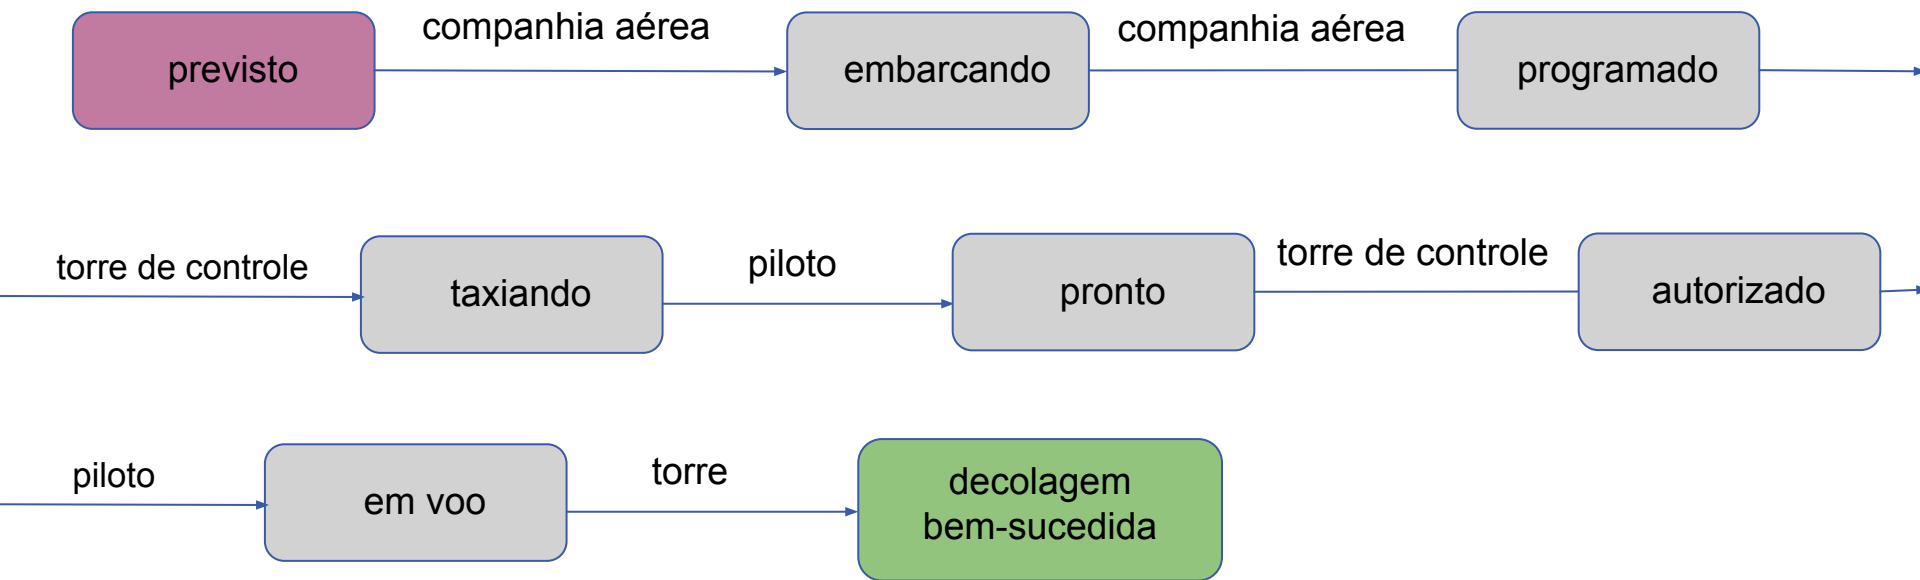 previsto
companhia aérea
embarcando
companhia aérea
programado
torre de controle
taxiando
piloto
pronto
torre de controle
autorizado
piloto
em voo
torre
decolagem
bem-sucedida